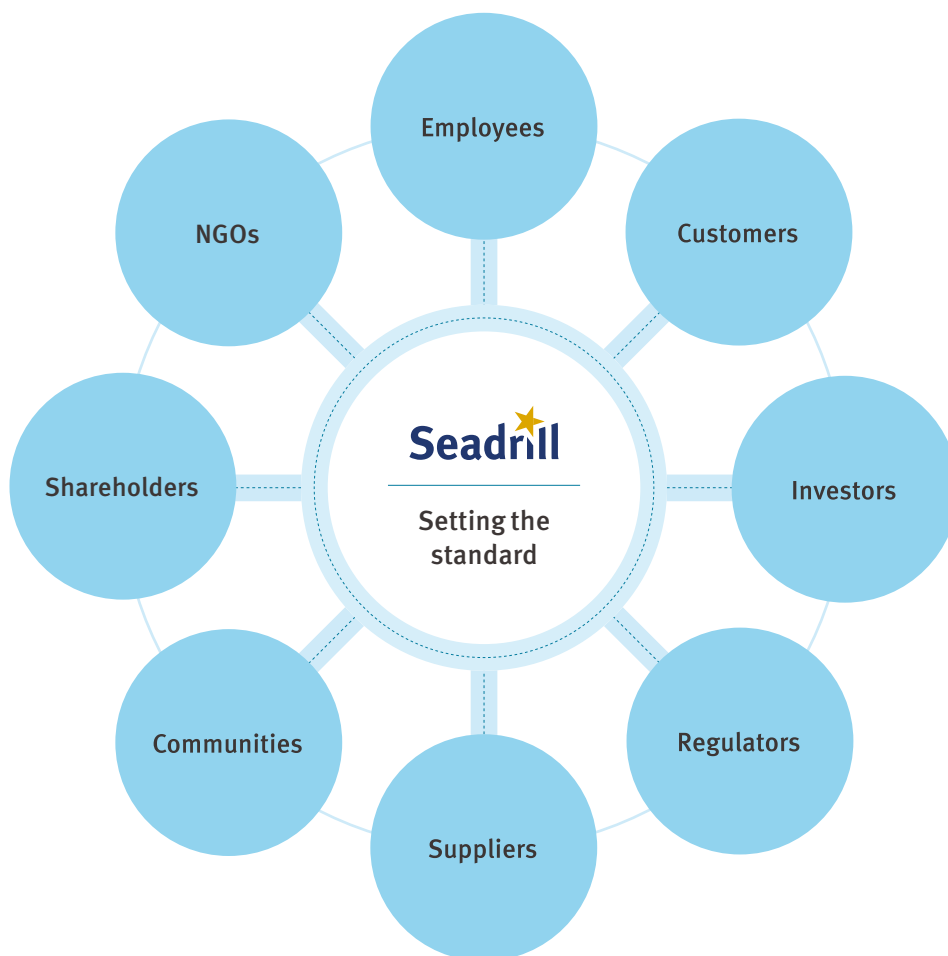 Employees
NGOs
Customers
Seadrill
Setting the
standard
Shareholders
Investors
Communities
Regulators
Suppliers